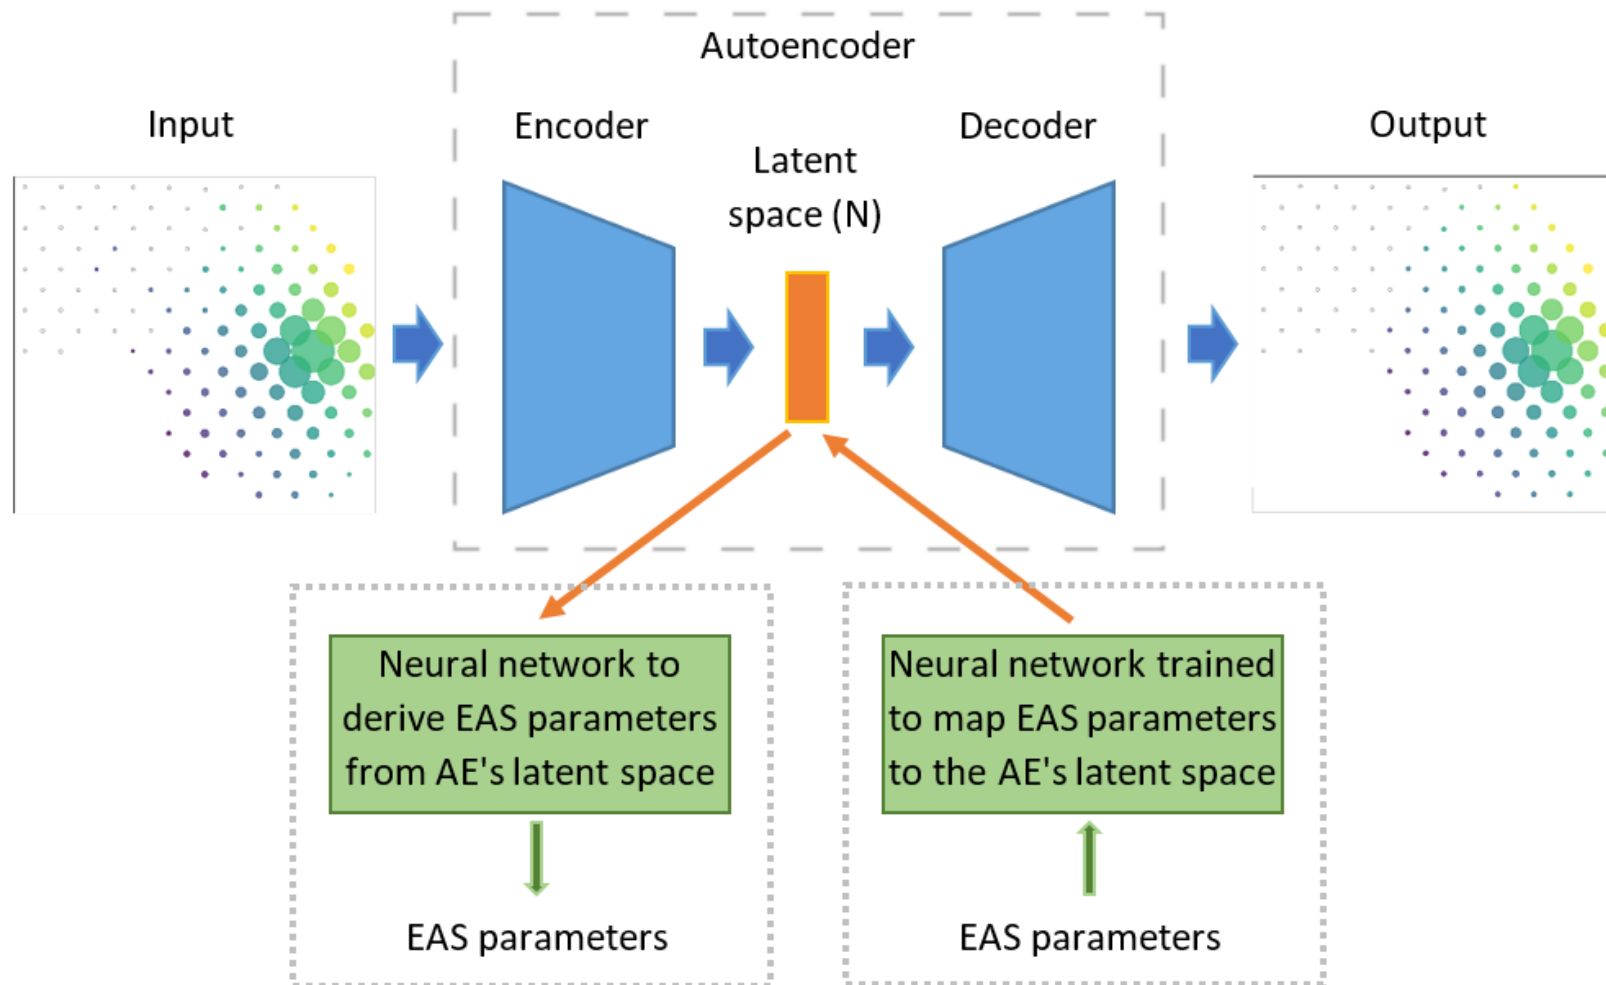 Autoencoder
Input
Encoder
Decoder
Output
Latent
space (N)
Neural network to
derive EAS parameters
from AE's latent space
EAS parameters
Neural network trained
to map EAS parameters
to the AE's latent space
EAS parameters